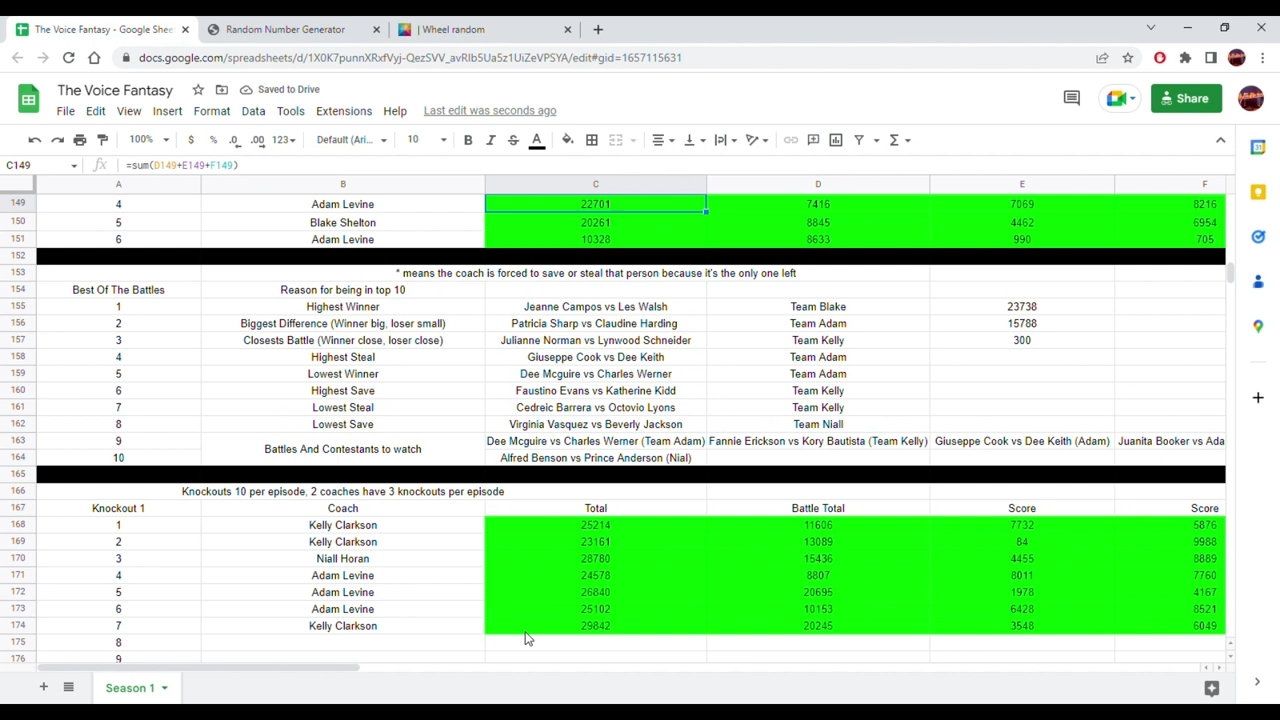 The Voice Fantasy - Google Shee
Random Number Generator
| Wheel random
docs.google.com/spreadsheets/d/1X0K7punnXRxfVyj-QezSVV_avRIb5Ua5z1UiZeVPSYA/edit#gid=1657115631
The Voice Fantasy
Saved to Drive
File Edit View Insert Format Data Tools Extensions Help Last edit was seconds ago
Share
100% $ % .0 .00 123 Default (Ari... 10 B I S A
C149 fx =sum(D149+E149+F149)
A B C D E F
149 4 Adam Levine 22701 7416 7069 8216
150 5 Blake Shelton 20261 8845 4462 6954
151 6 Adam Levine 10328 8633 990 705
152
153 * means the coach is forced to save or steal that person because it's the only one left
154 Best Of The Battles Reason for being in top 10
155 1 Highest Winner Jeanne Campos vs Les Walsh Team Blake 23738
156 2 Biggest Difference (Winner big, loser small) Patricia Sharp vs Claudine Harding Team Adam 15788
157 3 Closests Battle (Winner close, loser close) Julianne Norman vs Lynwood Schneider Team Kelly 300
158 4 Highest Steal Giuseppe Cook vs Dee Keith Team Adam
159 5 Lowest Winner Dee Mcguire vs Charles Werner Team Adam
160 6 Highest Save Faustino Evans vs Katherine Kidd Team Kelly
161 7 Lowest Steal Cedreic Barrera vs Octovio Lyons Team Kelly
162 8 Lowest Save Virginia Vasquez vs Beverly Jackson Team Niall
163 9 Battles And Contestants to watch Dee Mcguire vs Charles Werner (Team Adam) Fannie Erickson vs Kory Bautista (Team Kelly) Giuseppe Cook vs Dee Keith (Adam) Juanita Booker vs Ada
164 10 Alfred Benson vs Prince Anderson (Nial)
165
166 Knockouts 10 per episode, 2 coaches have 3 knockouts per episode
167 Knockout 1 Coach Total Battle Total Score Score
168 1 Kelly Clarkson 25214 11606 7732 5876
169 2 Kelly Clarkson 23161 13089 84 9988
170 3 Niall Horan 28780 15436 4455 8889
171 4 Adam Levine 24578 8807 8011 7760
172 5 Adam Levine 26840 20695 1978 4167
173 6 Adam Levine 25102 10153 6428 8521
174 7 Kelly Clarkson 29842 20245 3548 6049
175 8
176 9
Season 1